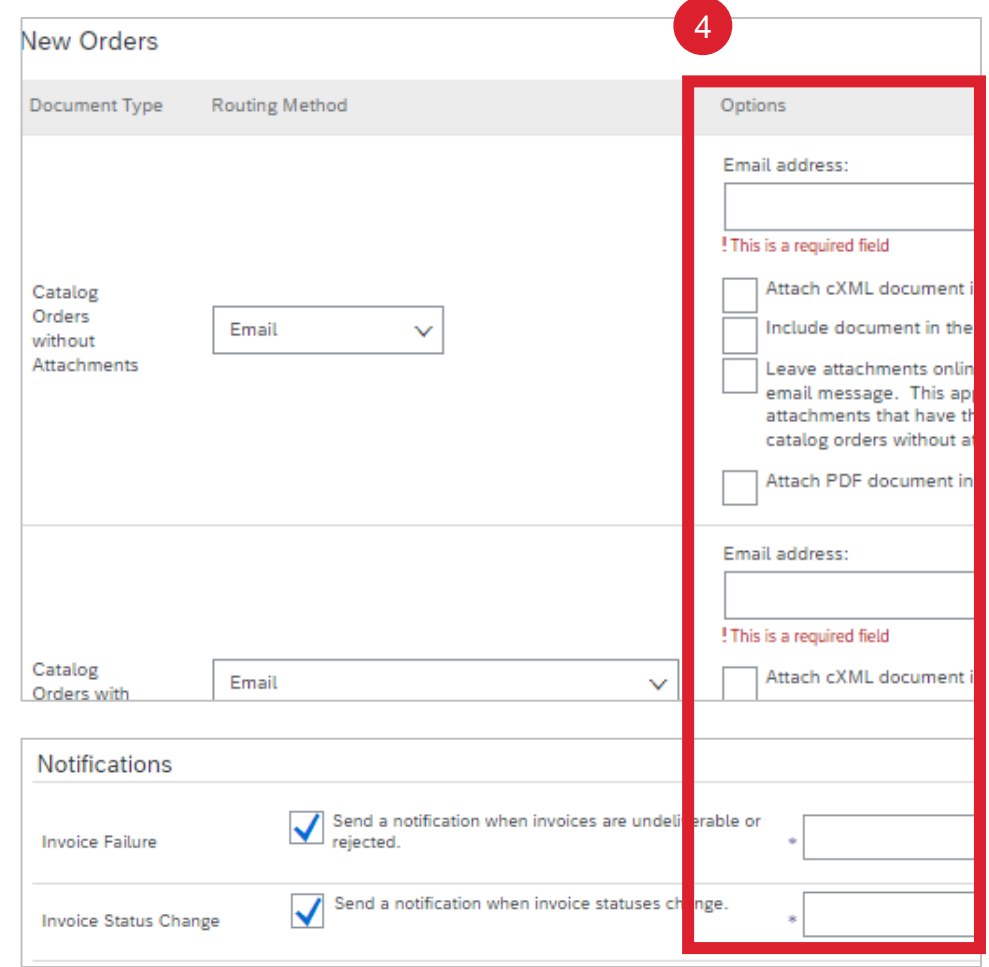 4
New Orders
Document Type Routing Method Options
Email address:
! This is a required field
Catalog
Orders
without
Attachments
Email
Attach cXML document i
Include document in the
Leave attachments onlin
email message. This app
attachments that have th
catalog orders without at
Attach PDF document in
Email address:
! This is a required field
Catalog
Orders with
Email
Attach cXML document i
Notifications
Invoice Failure
Send a notification when invoices are undeliverable or
rejected.
*
Invoice Status Change
Send a notification when invoice statuses change.
*